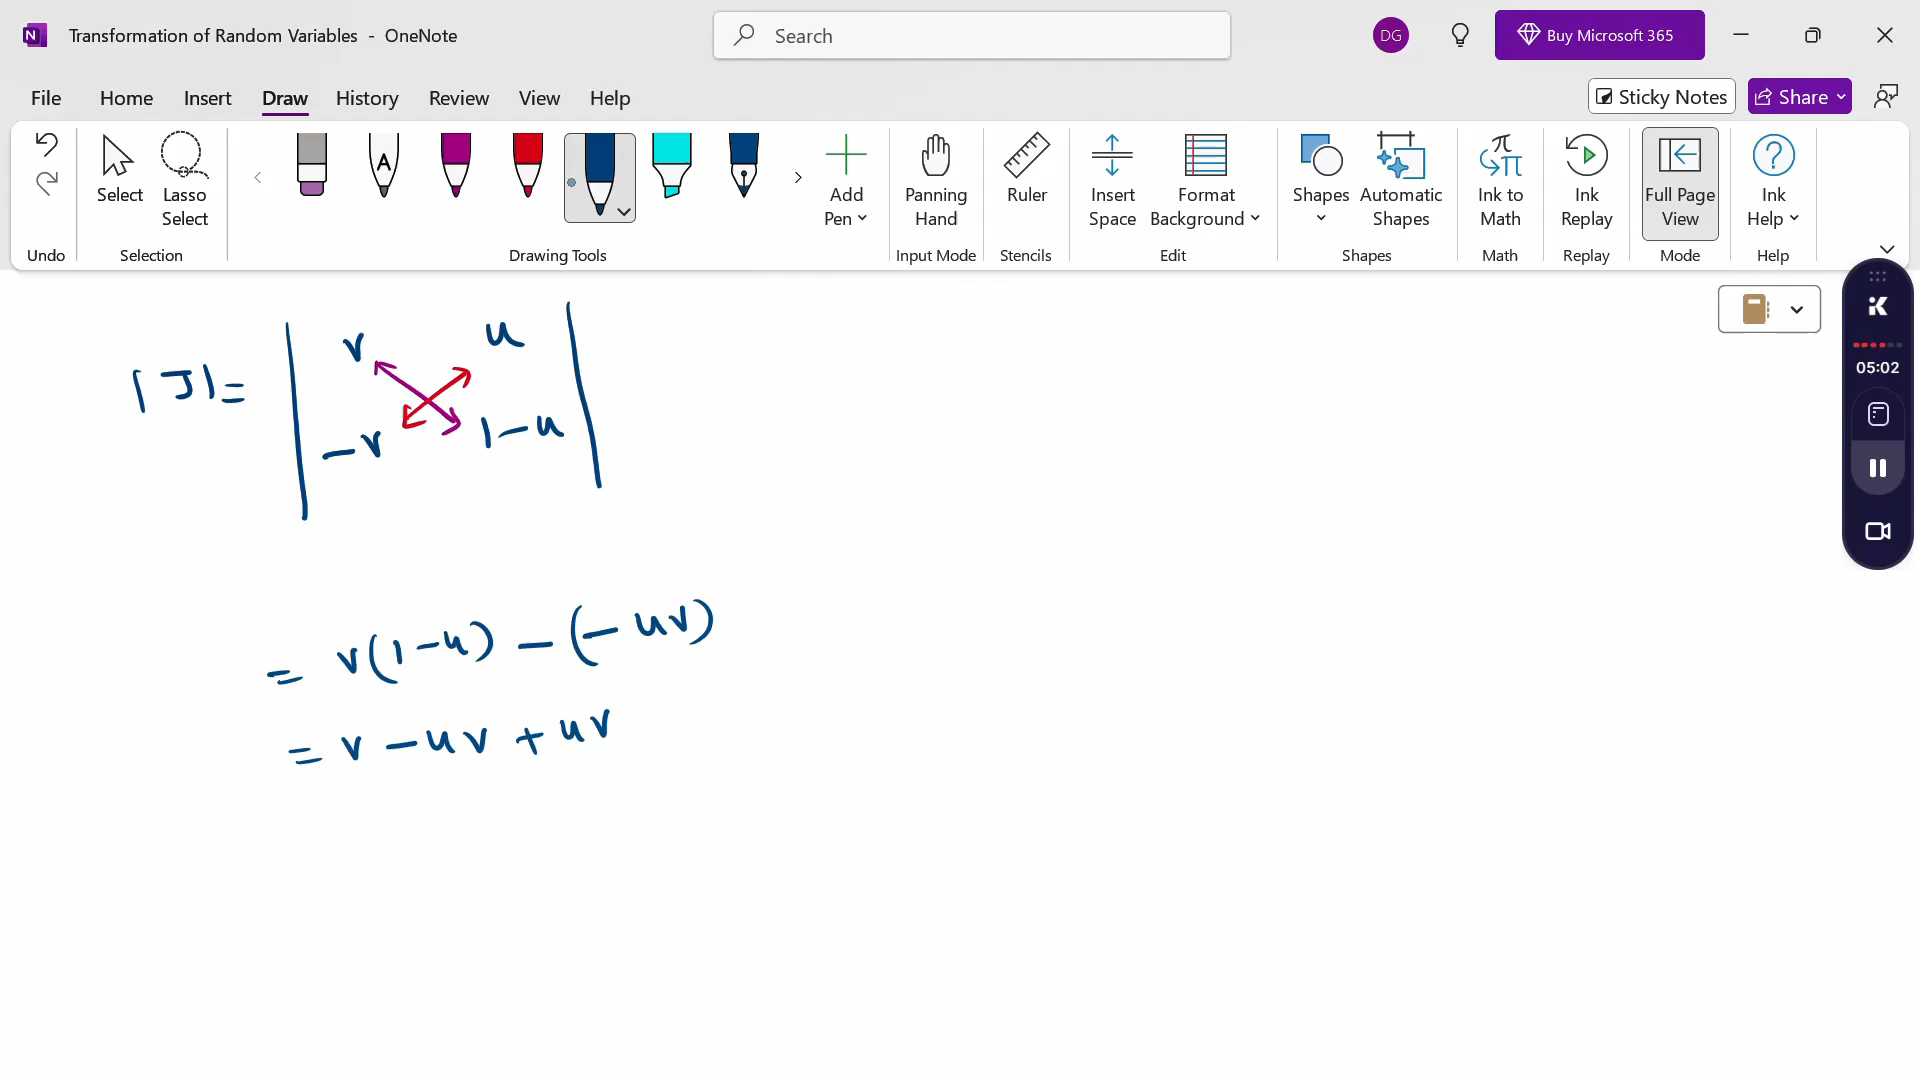 Transformation of Random Variables - OneNote
Search
DG
Buy Microsoft 365
File Home Insert Draw History Review View Help
Sticky Notes
Share
A
Select
Lasso Select
Add Pen
Panning Hand
Ruler
Insert Space
Format Background
Shapes
Automatic Shapes
Ink to Math
Ink Replay
Full Page View
Ink Help
Undo
Selection
Drawing Tools
Input Mode
Stencils
Edit
Shapes
Math
Replay
Mode
Help
05:02
|J| = | v u |
| -v 1-u |
= v(1-u) - (-uv)
= v - uv + uv